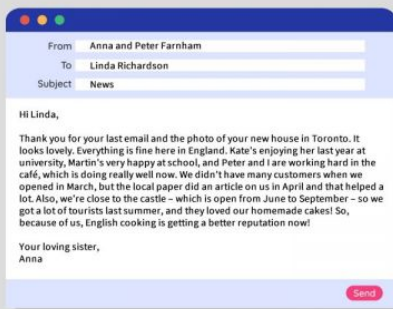 From Anna and Peter Farnham
To Linda Richardson
Subject News
Hi Linda,
Thank you for your last email and the photo of your new house in Toronto. It
looks lovely. Everything is fine here in England. Kate's enjoying her last year at
university, Martin's very happy at school, and Peter and I are working hard in the
café, which is doing really well now. We didn't have many customers when we
opened in March, but the local paper did an article on us in April and that helped a
lot. Also, we're close to the castle – which is open from June to September – so we
got a lot of tourists last summer, and they loved our homemade cakes! So,
because of us, English cooking is getting a better reputation now!
Your loving sister,
Anna
Send